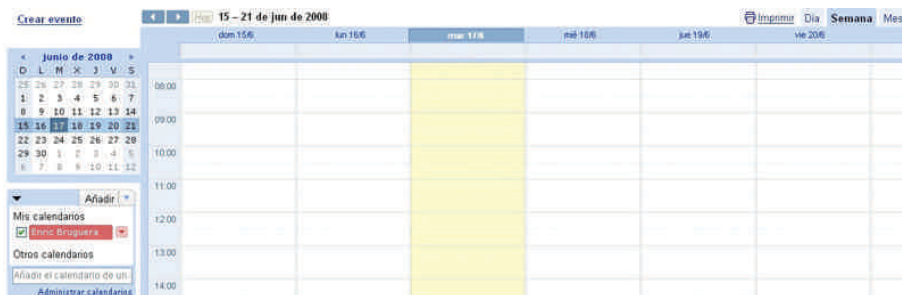 Crear evento
15 – 21 de jun de 2008
Imprimir Día Semana Mes
dom 15/6 lun 16/6 mar 17/6 mié 18/6 jue 19/6 vie 20/6
« junio de 2008 »
D L M X J V S
25 26 27 28 29 30 31
1 2 3 4 5 6 7
8 9 10 11 12 13 14
15 16 17 18 19 20 21
22 23 24 25 26 27 28
29 30 1 2 3 4 5
6 7 8 9 10 11 12
Añadir
Mis calendarios
Enric Bruguera
Otros calendarios
Añadir el calendario de un
Administrar calendarios
08:00
09:00
10:00
11:00
12:00
13:00
14:00